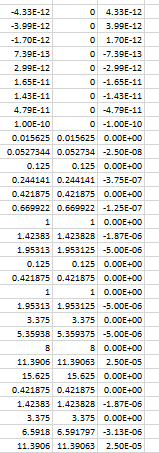 -4.33E-12 0 4.33E-12
-3.99E-12 0 3.99E-12
-1.70E-12 0 1.70E-12
7.39E-13 0 -7.39E-13
2.99E-12 0 -2.99E-12
1.65E-11 0 -1.65E-11
1.43E-11 0 -1.43E-11
4.79E-11 0 -4.79E-11
1.00E-10 0 -1.00E-10
0.015625 0.015625 0.00E+00
0.0527344 0.052734 -2.50E-08
0.125 0.125 0.00E+00
0.244141 0.244141 -3.75E-07
0.421875 0.421875 0.00E+00
0.669922 0.669922 -1.25E-07
1 1 0.00E+00
1.42383 1.423828 -1.87E-06
1.95313 1.953125 -5.00E-06
0.125 0.125 0.00E+00
0.421875 0.421875 0.00E+00
1 1 0.00E+00
1.95313 1.953125 -5.00E-06
3.375 3.375 0.00E+00
5.35938 5.359375 -5.00E-06
8 8 0.00E+00
11.3906 11.39063 2.50E-05
15.625 15.625 0.00E+00
0.421875 0.421875 0.00E+00
1.42383 1.423828 -1.87E-06
3.375 3.375 0.00E+00
6.5918 6.591797 -3.13E-06
11.3906 11.39063 2.50E-05